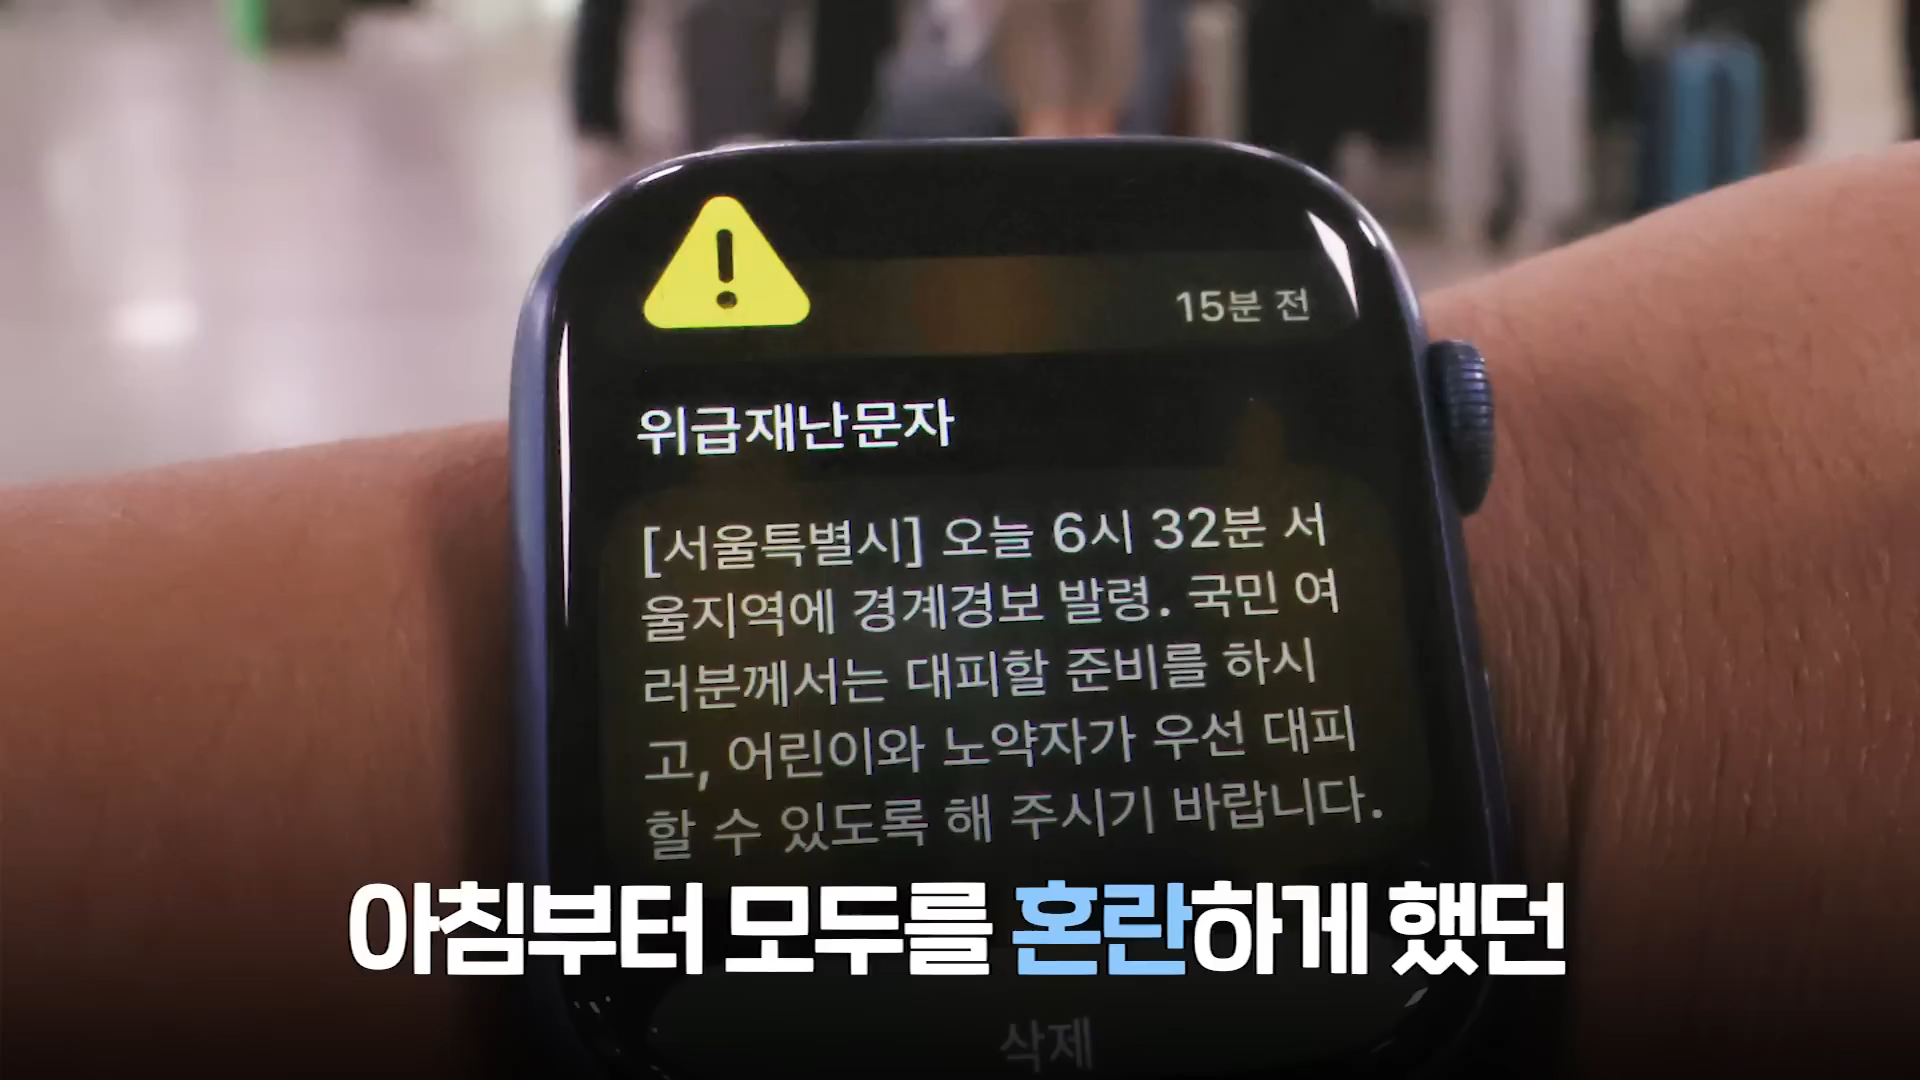 15분 전
위급재난문자
[서울특별시] 오늘 6시 32분 서
울지역에 경계경보 발령. 국민 여
러분께서는 대피할 준비를 하시
고, 어린이와 노약자가 우선 대피
할 수 있도록 해 주시기 바랍니다.
아침부터 모두를 혼란하게 했던
삭제